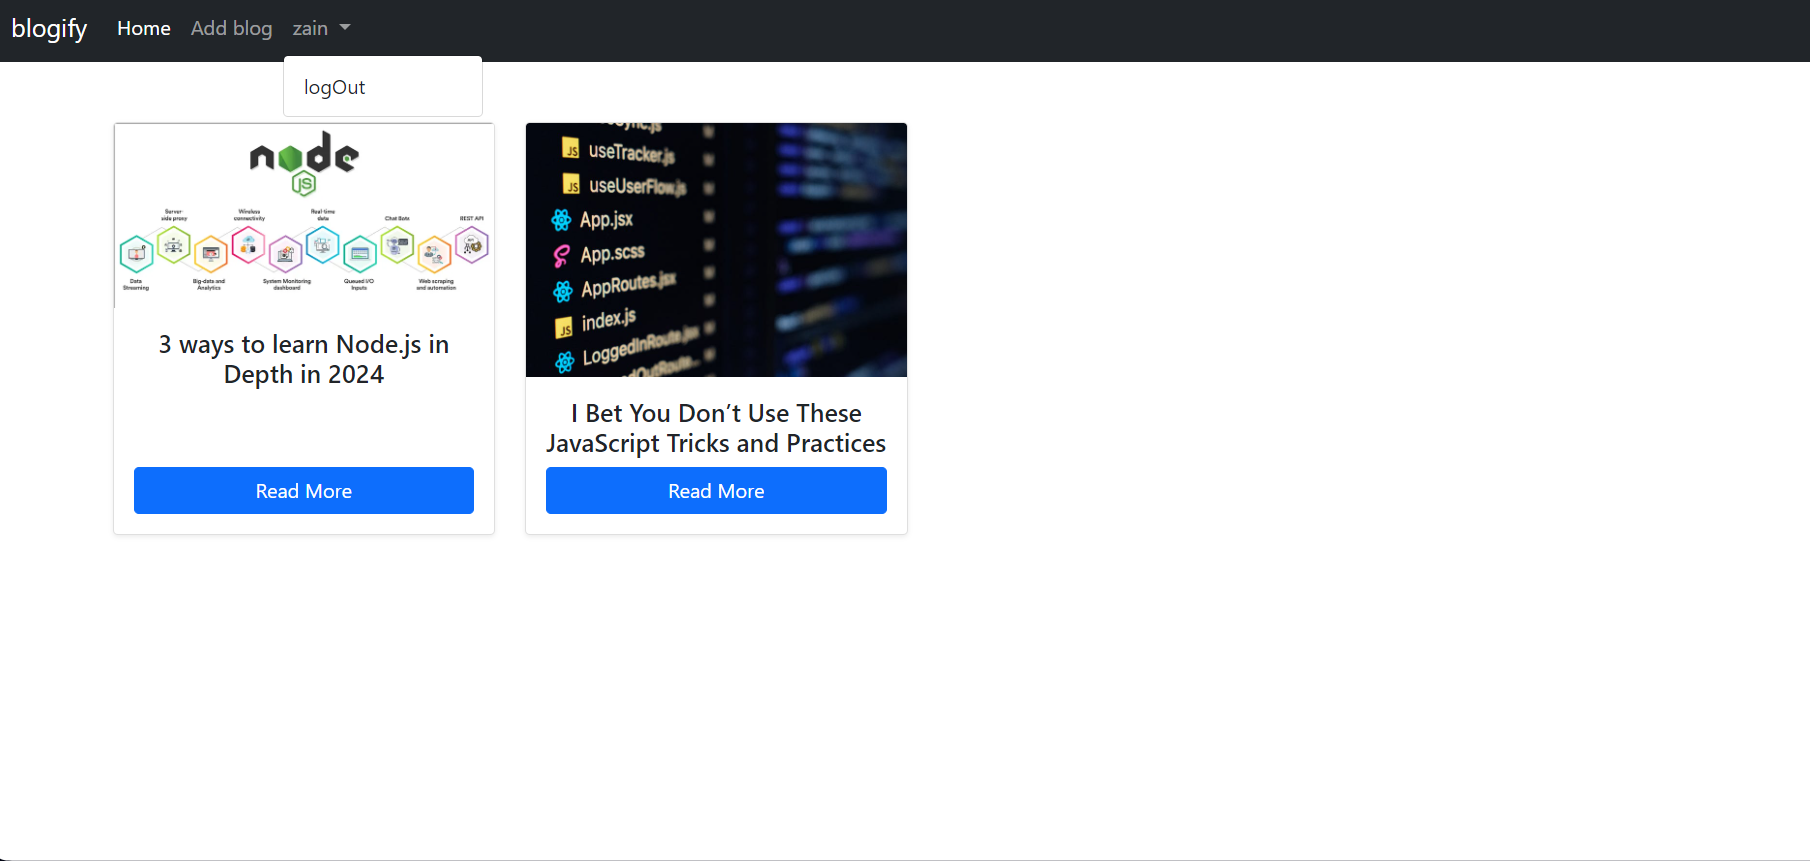 blogify
Home
Add blog
zain
logOut
node
JS
Server-
side proxy
Wireless
connectivity
Real-time
data
Chat Bots
REST API
Data
Streaming
Big-data and
Analytics
System Monitoring
dashboard
Queued I/O
Inputs
Web scraping
and automation
3 ways to learn Node.js in
Depth in 2024
Read More
JS useTracker.js
JS useUserFlow.js
App.jsx
App.scss
AppRoutes.jsx
JS index.js
LoggedInRoute.jsx
I Bet You Don’t Use These
JavaScript Tricks and Practices
Read More